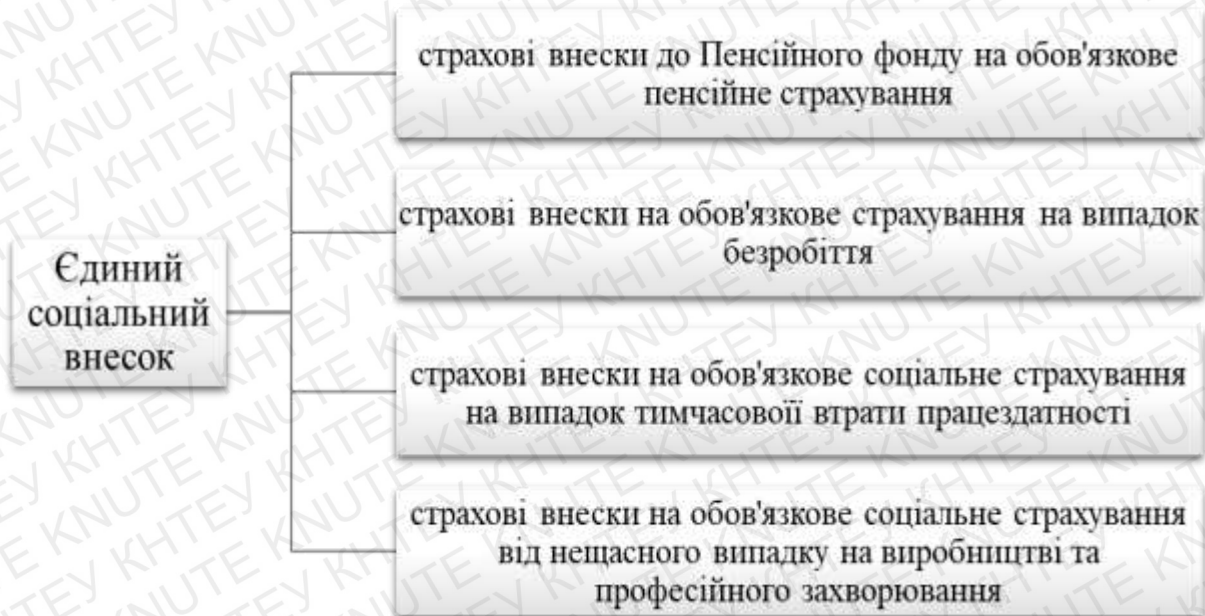 страхові внески до Пенсійного фонду на обов'язкове
пенсійне страхування
страхові внески на обов'язкове страхування на випадок
безробіття
Єдиний
соціальний
внесок
страхові внески на обов'язкове соціальне страхування
на випадок тимчасовоїі втрати працездатності
страхові внески на обов'язкове соціальне страхування
від нещасного випадку на виробництві та
професійного захворювання